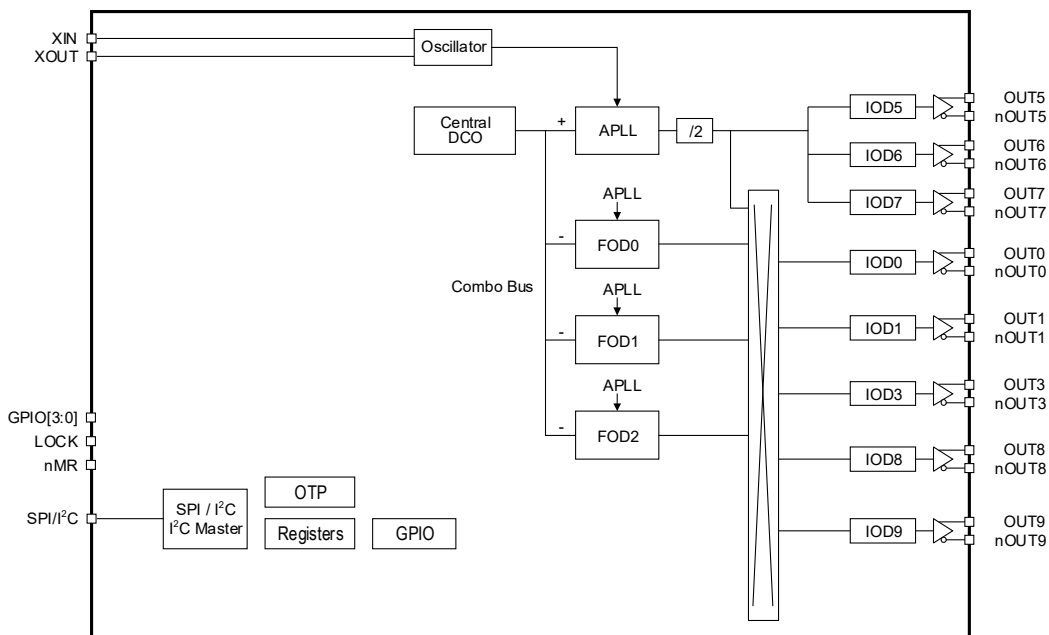 XIN
XOUT
Oscillator
Central
DCO
+
APLL
/2
IOD5
OUT5
nOUT5
IOD6
OUT6
nOUT6
IOD7
OUT7
nOUT7
APLL
-
FOD0
IOD0
OUT0
nOUT0
Combo Bus
APLL
-
FOD1
IOD1
OUT1
nOUT1
APLL
-
FOD2
IOD3
OUT3
nOUT3
GPIO[3:0]
LOCK
nMR
IOD8
OUT8
nOUT8
SPI/I²C
SPI / I²C
I²C Master
OTP
Registers
GPIO
IOD9
OUT9
nOUT9